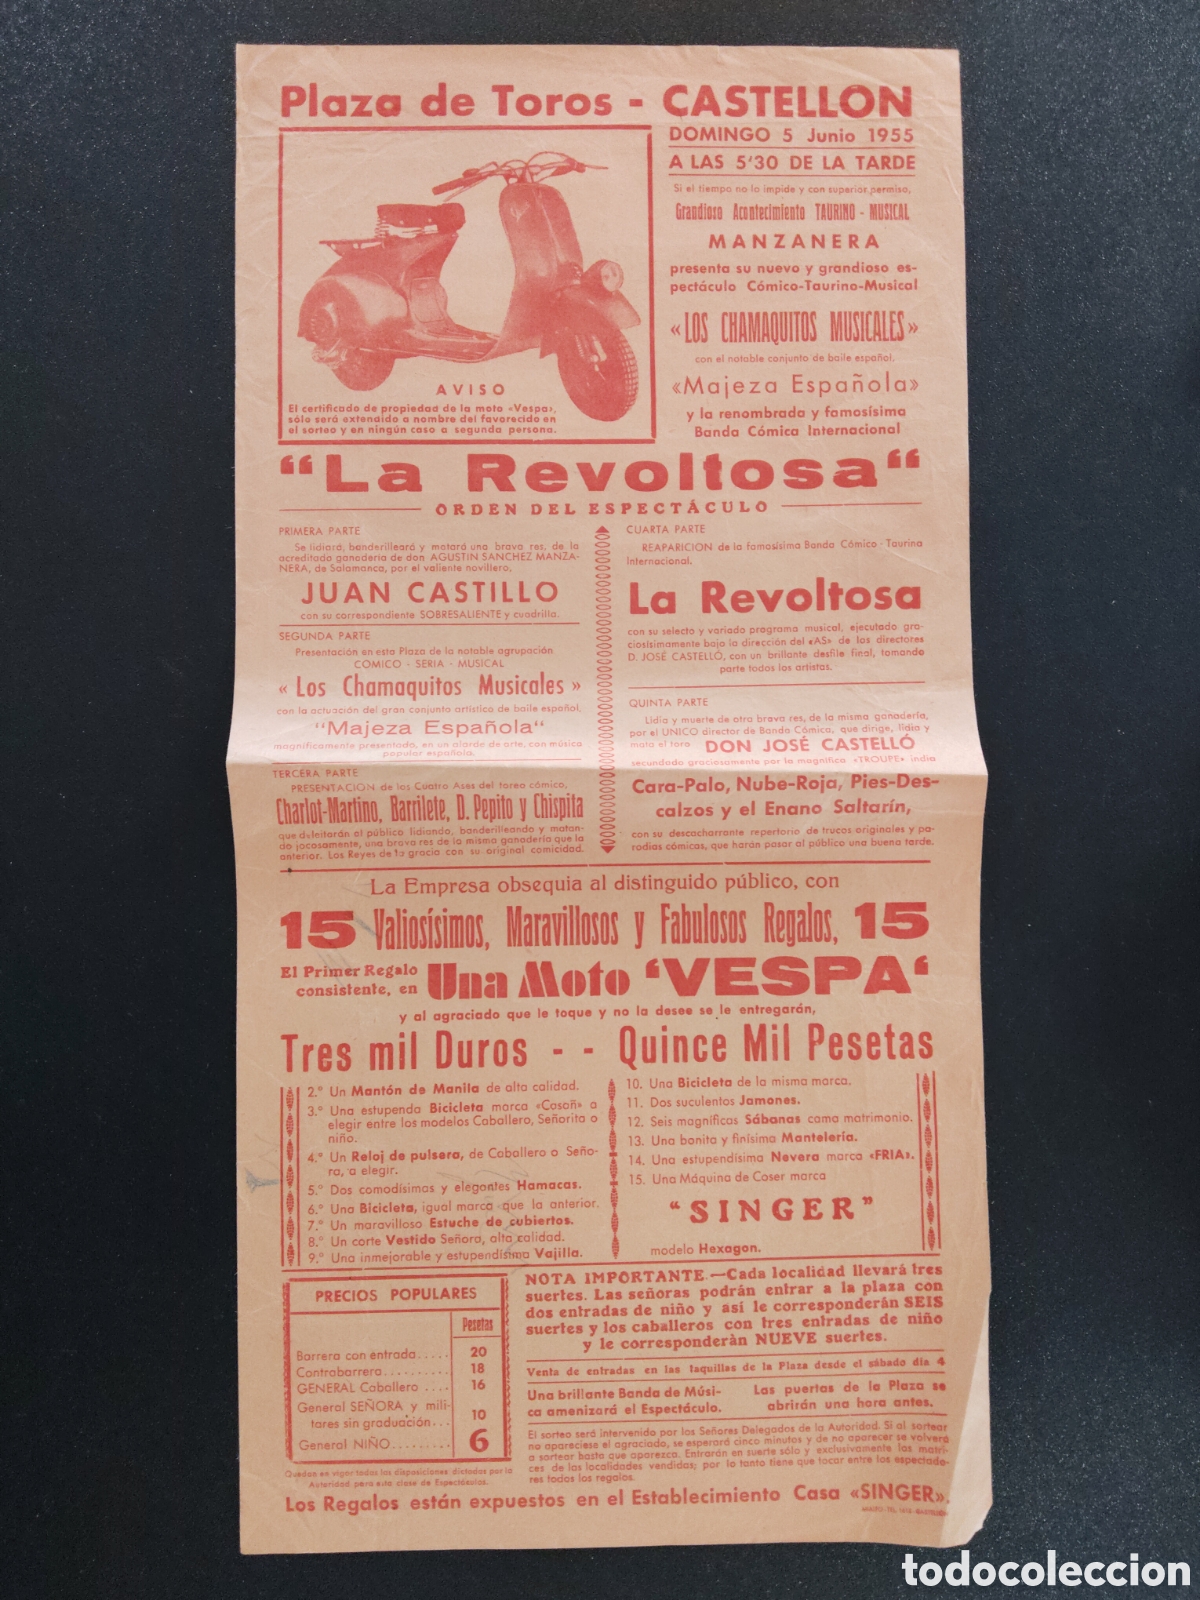 Plaza de Toros - CASTELLON
DOMINGO 5 Junio 1955
A LAS 5'30 DE LA TARDE
Si el tiempo no lo impide y con superior permiso,
Grandioso Acontecimiento TAURINO - MUSICAL
MANZANERA
presenta su nuevo y grandioso es-
pectáculo Cómico-Taurino-Musical
«LOS CHAMAQUITOS MUSICALES»
con el notable conjunto de baile español.
«Majeza Española»
y la renombrada y famosísima
Banda Cómica Internacional
AVISO
El certificado de propiedad de la moto «Vespa»,
sólo será extenaido a nombre del favorecido en
el sorteo y en ningún caso a segunda persona.
"La Revoltosa"
ORDEN DEL ESPECTÁCULO
PRIMERA PARTE
Se lidiará, banderilleará y matará una brava res, de la
acreditada ganadería de don AGUSTIN SANCHEZ MANZA-
NERA, de Salamanca, por el valiente novillero.
JUAN CASTILLO
con su correspondiente SOBRESALIENTE y cuadrilla.
SEGUNDA PARTE
Presentación en esta Plaza de la notable agrupación
COMICO - SERIA - MUSICAL
« Los Chamaquitos Musicales »
con la actuación del gran conjunto artístico de baile español,
"Majeza Española"
magníficamente presentado, en un alarde de arte, con música
popular española.
TERCERA PARTE
PRESENTACION de los Cuatro Ases del toreo cómico,
Charlot-Martino, Barrilete, D. Pepito y Chispita
que deleitarán al público lidiando, banderilleando y matan-
do jocosamente, una brava res de la misma ganadería que la
anterior. Los Reyes de la gracia con su original comicidad.
CUARTA PARTE
REAPARICION de la famosísima Banda Cómico - Taurina
Internacional.
La Revoltosa
con su selecto y variado programa musical, ejecutado gra-
ciosísimamente bajo la dirección del «AS» de los directores
D. JOSÉ CASTELLÓ, con un brillante desfile final, tomando
parte todos los artistas.
QUINTA PARTE
Lidia y muerte de otra brava res, de la misma ganadería,
por el UNICO director de Banda Cómica, que dirige, lidia y
mata el toro DON JOSÉ CASTELLÓ
secundado graciosamente por la magnífica «TROUPE» india
Cara-Palo, Nube-Roja, Pies-Des-
calzos y el Enano Saltarín,
con su descacharrante repertorio de trucos originales y pa-
rodias cómicas, que harán pasar al público una buena tarde.
La Empresa obsequia al distinguido público, con
15 Valiosísimos, Maravillosos y Fabulosos Regalos, 15
El Primer Regalo
consistente, en Una Moto 'VESPA'
y al agraciado que le toque y no la desee se le entregarán,
Tres mil Duros - - Quince Mil Pesetas
2.º Un Mantón de Manila de alta calidad.
3.º Una estupenda Bicicleta marca «Cosañ» a
elegir entre los modelos Caballero, Señorita o
niño.
4.º Un Reloj de pulsera, de Caballero o Seño-
ra, a elegir.
5.º Dos comodísimas y elegantes Hamacas.
6.º Una Bicicleta, igual marca que la anterior.
7.º Un maravilloso Estuche de cubiertos.
8.º Un corte Vestido Señora, alta calidad.
9.º Una inmejorable y estupendísima Vajilla.
10. Una Bicicleta de la misma marca.
11. Dos suculentos Jamones.
12. Seis magníficas Sábanas cama matrimonio.
13. Una bonita y finísima Mantelería.
14. Una estupendísima Nevera marca «FRIA».
15. Una Máquina de Coser marca
"SINGER"
modelo Hexagon.
PRECIOS POPULARES
Pesetas
Barrera con entrada..... 20
Contrabarrera........... 18
GENERAL Caballero .... 16
General SEÑORA y mili-
tares sin graduación... 10
General NIÑO......... 6
Quedan en vigor todas las disposiciones dictadas por la
Autoridad para esta clase de Espectáculos.
NOTA IMPORTANTE.—Cada localidad llevará tres
suertes. Las señoras podrán entrar a la plaza con
dos entradas de niño y asi le corresponderán SEIS
suertes y los caballeros con tres entradas de niño
y le corresponderàn NUEVE suertes.
Venta de entradas en las taquillas de la Plaza desde el sábado día 4
Una brillante Banda de Músi-
ca amenizará el Espectáculo.
Las puertas de la Plaza se
abrirán una hora antes.
El sorteo será intervenido por los Señores Delegados de la Autoridad. Si al sortear
no apareciese el agraciado, se esperará cinco minutos y de no aparecer se volverá
a sortear hasta que aparezca. Entrarán en suerte sólo y exclusivamente las matri-
ces de las localidades vendidas; por lo tanto tiene que tocar entre los espectado-
res todos los regalos.
Los Regalos están expuestos en el Establecimiento Casa «SINGER».
todocoleccion